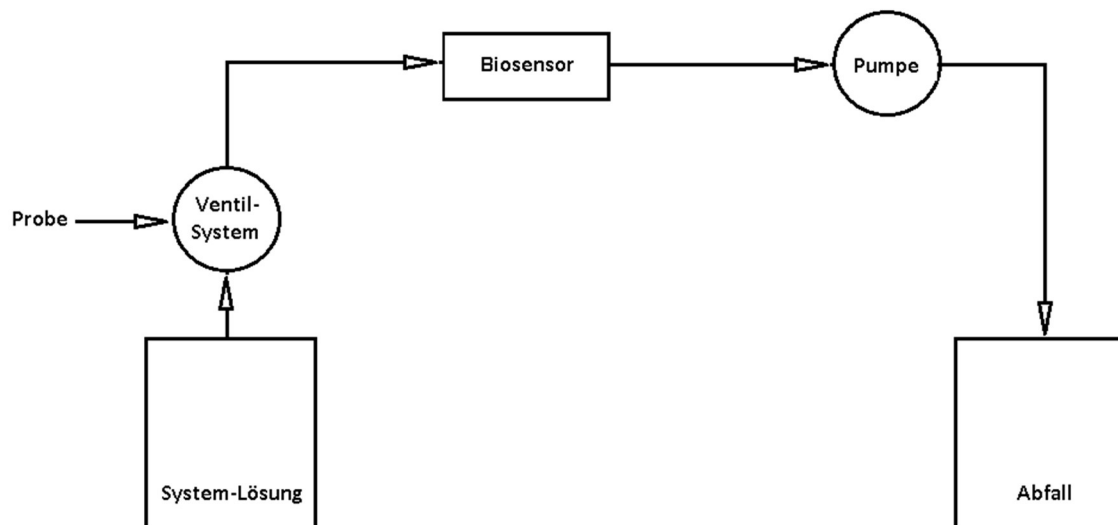 Biosensor
Pumpe
Probe
Ventil-
System
System-Lösung
Abfall